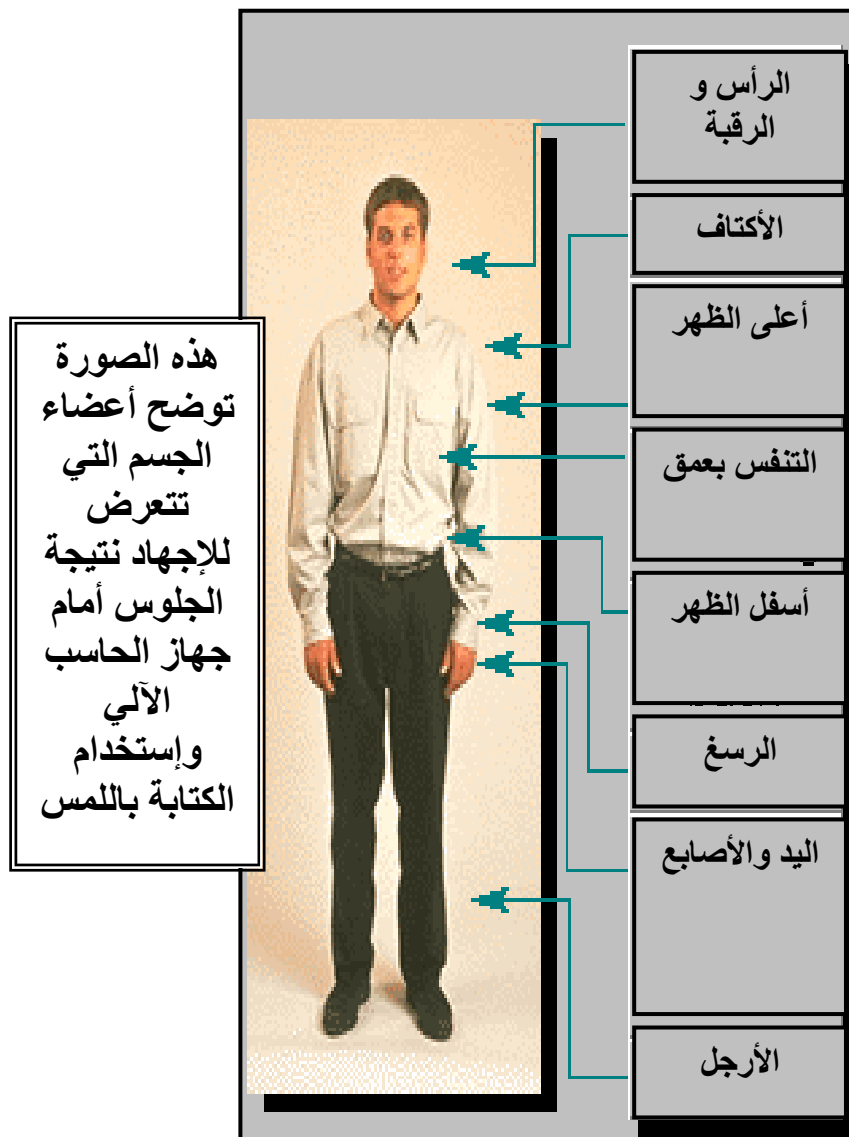 الرأس و
الرقبة
الأكتاف
أعلى الظهر
التنفس بعمق
أسفل الظهر
الرسغ
اليد والأصابع
الأرجل
هذه الصورة
توضح أعضاء
الجسم التي
تتعرض
للإجهاد نتيجة
الجلوس أمام
جهاز الحاسب
الآلي
وإستخدام
الكتابة باللمس